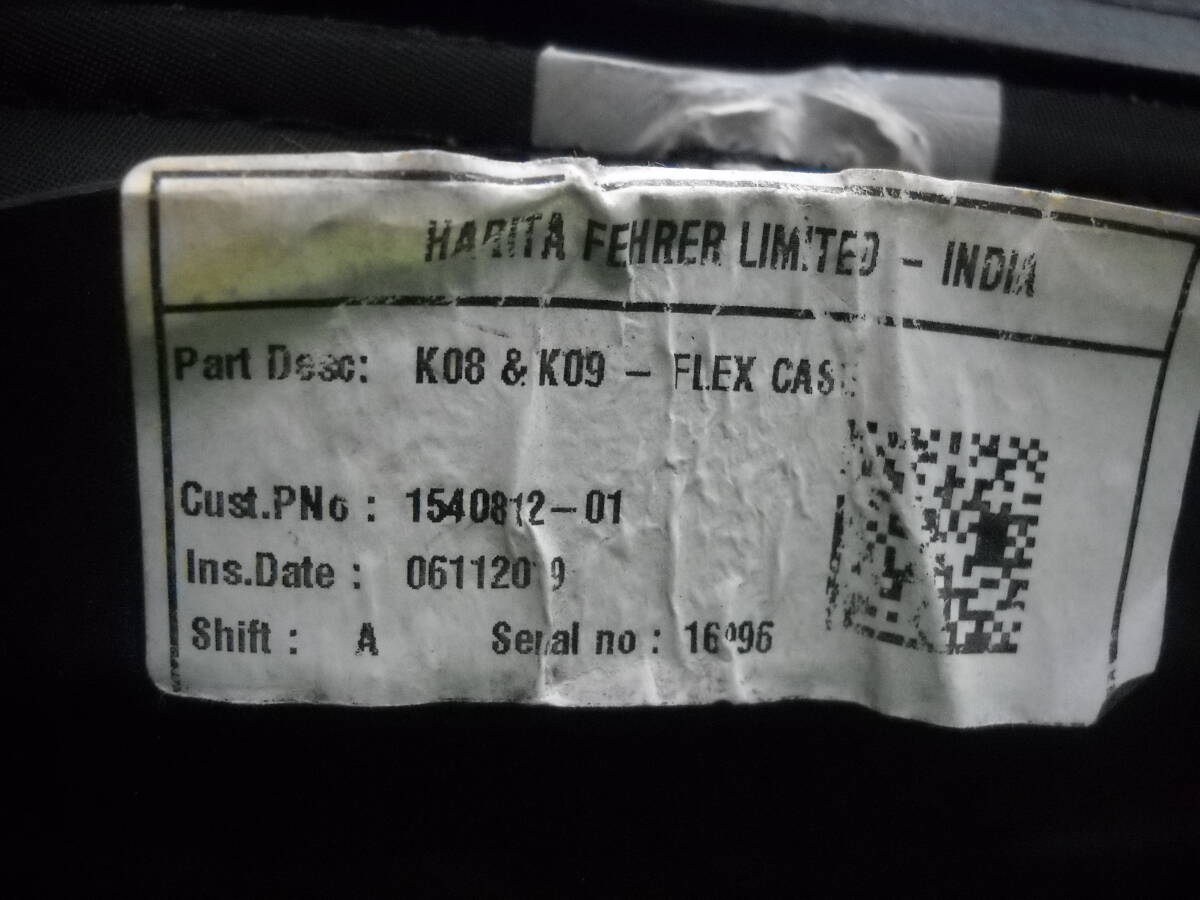 HARITA FEHRER LIMITED - INDIA
Part Desc: K08 & K09 - FLEX CASE
Cust.PNo : 1540812-01
Ins.Date : 06112019
Shift : A Serial no :